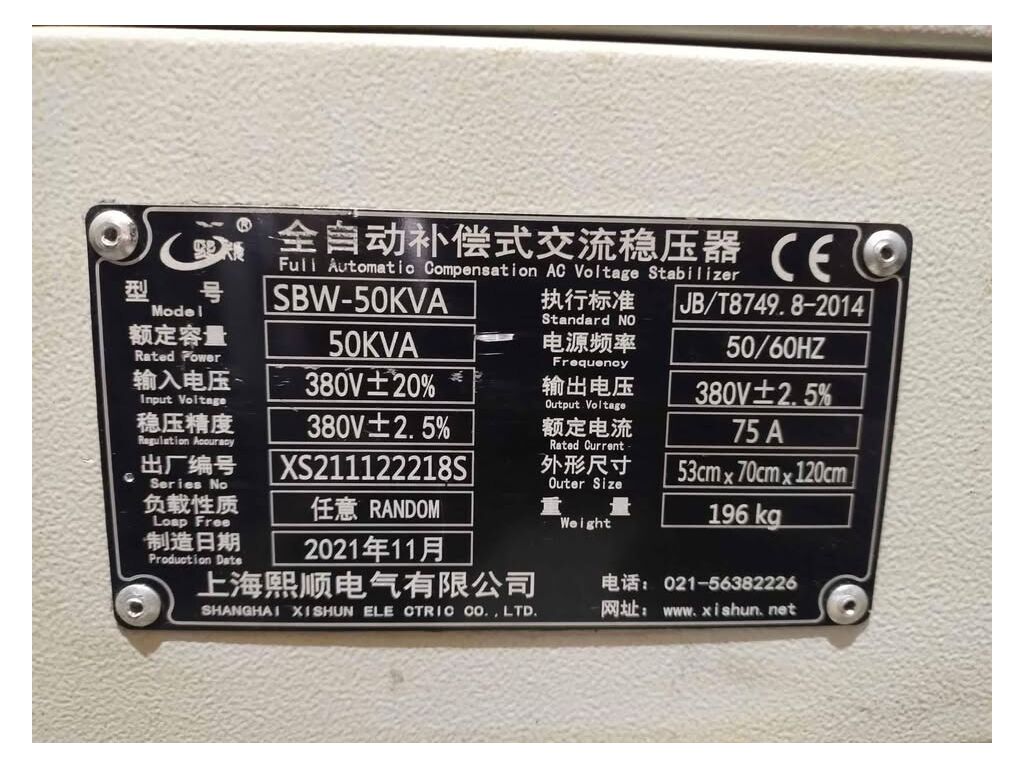 ® 全自动补偿式交流稳压器 CE
Full Automatic Compensation AC Voltage Stabilizer
型 号 SBW-50KVA 执行标准 JB/T8749.8-2014
Model Standard NO
额定容量 50KVA 电源频率 50/60HZ
Rated Power Frequency
输入电压 380V±20% 输出电压 380V±2.5%
Input Voltage Output Voltage
稳压精度 380V±2.5% 额定电流 75A
Regulation Accuracy Rated Current
出厂编号 XS211122218S 外形尺寸 53cmx70cmx120cm
Series No Outer Size
负载性质 任意 RANDOM 重 量 196kg
Loap Free Weight
制造日期 2021年11月
Production Date
上海熙顺电气有限公司 电话: 021-56382226
SHANGHAI XISHUN ELE CTRIC CO.,LTD. 网址: www.xishun.net